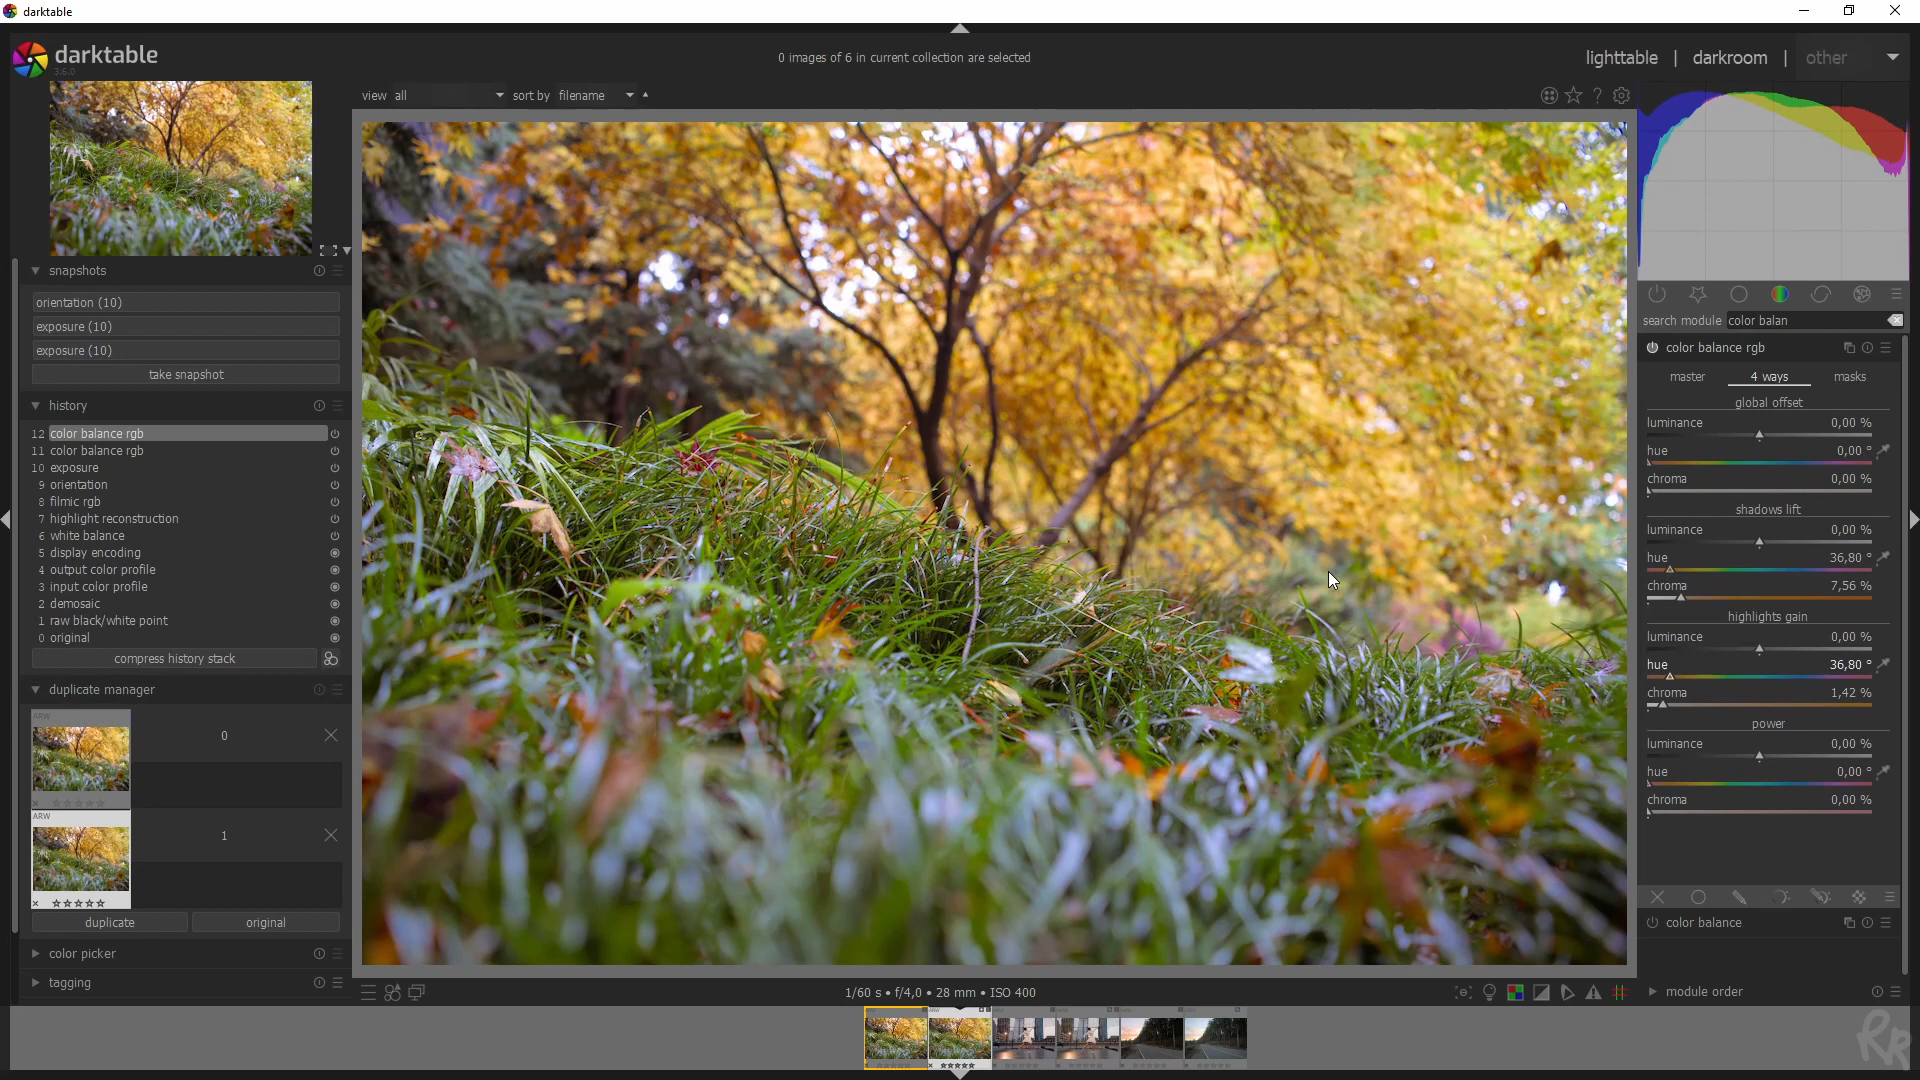 darktable
darktable
3.6.0
0 images of 6 in current collection are selected
lighttable | darkroom | other
view all sort by filename
snapshots
orientation (10)
exposure (10)
exposure (10)
take snapshot
history
12 color balance rgb
11 color balance rgb
10 exposure
9 orientation
8 filmic rgb
7 highlight reconstruction
6 white balance
5 display encoding
4 output color profile
3 input color profile
2 demosaic
1 raw black/white point
0 original
compress history stack
duplicate manager
ARW
0
ARW
1
duplicate original
color picker
tagging
1/60 s • f/4,0 • 28 mm • ISO 400
search module color balan
color balance rgb
master 4 ways masks
global offset
luminance 0,00 %
hue 0,00 °
chroma 0,00 %
shadows lift
luminance 0,00 %
hue 36,80 °
chroma 7,56 %
highlights gain
luminance 0,00 %
hue 36,80 °
chroma 1,42 %
power
luminance 0,00 %
hue 0,00 °
chroma 0,00 %
color balance
module order
RR